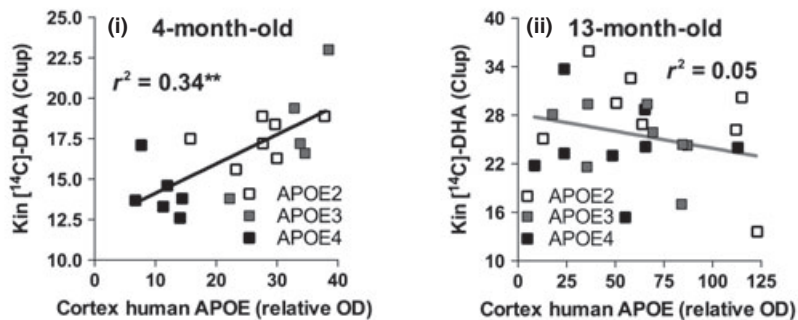 (i) 4-month-old
r² = 0.34**
Kin [¹⁴C]-DHA (Clup)
25.0
22.5
20.0
17.5
15.0
12.5
10.0
APOE2
APOE3
APOE4
0 10 20 30 40
Cortex human APOE (relative OD)
(ii) 13-month-old
r² = 0.05
Kin [¹⁴C]-DHA (Clup)
34
28
22
16
10
APOE2
APOE3
APOE4
0 25 50 75 100 125
Cortex human APOE (relative OD)